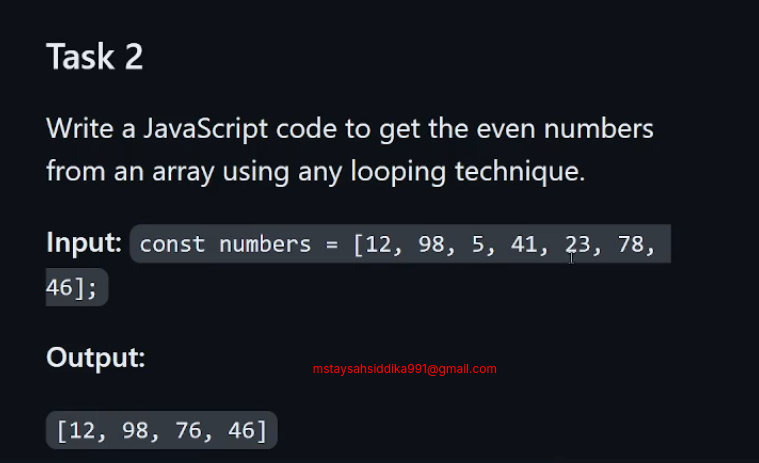 Task 2
Write a JavaScript code to get the even numbers
from an array using any looping technique.
Input: const numbers = [12, 98, 5, 41, 23, 78,
46];
Output:
mstaysahsiddika991@gmail.com
[12, 98, 76, 46]